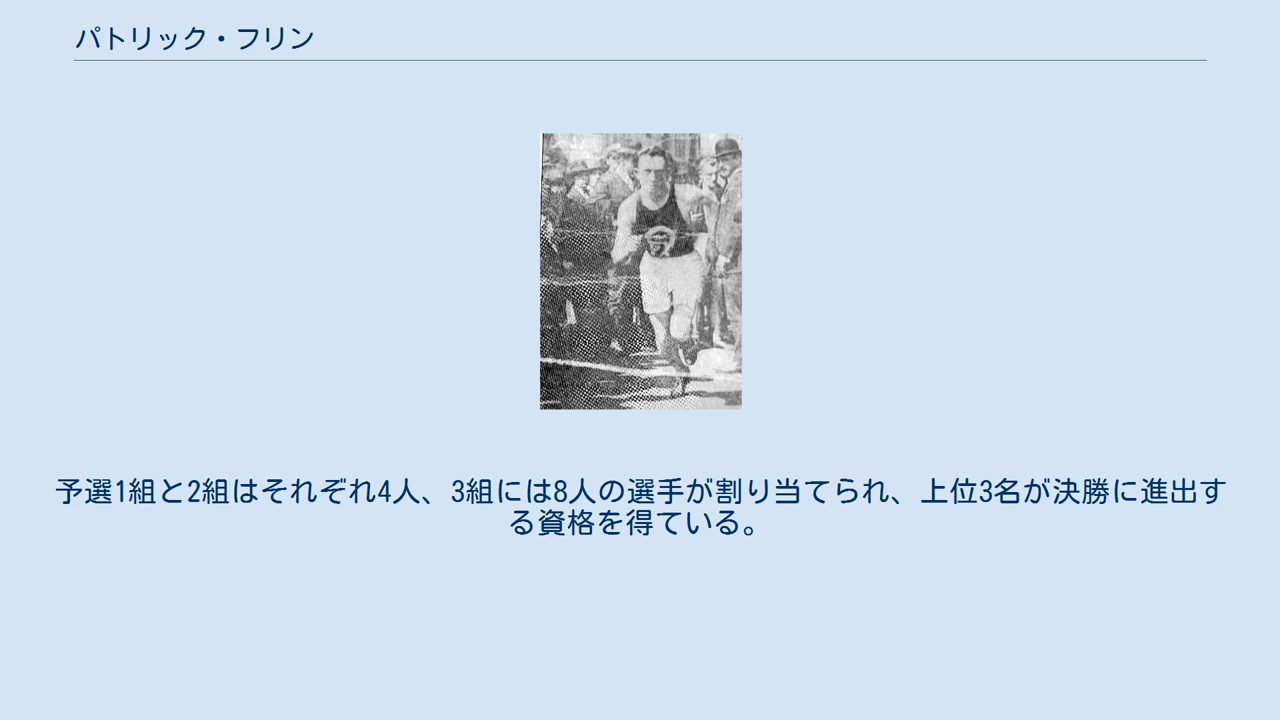 パトリック・フリン
予選1組と2組はそれぞれ4人、3組には8人の選手が割り当てられ、上位3名が決勝に進出す
る資格を得ている。